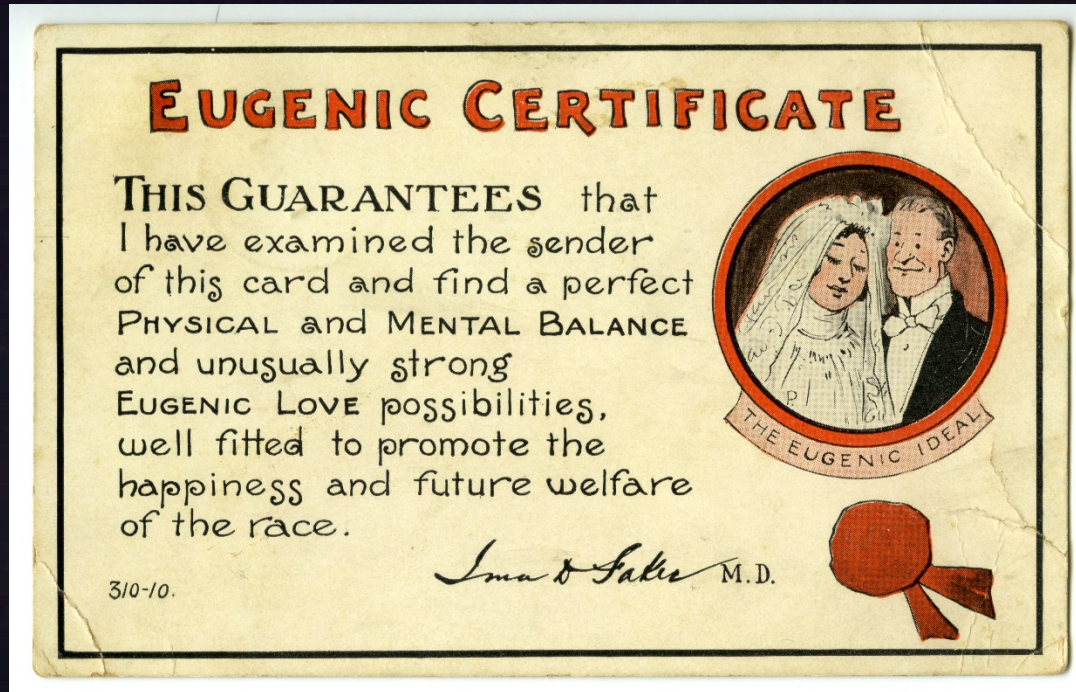 EUGENIC CERTIFICATE
THIS GUARANTEES that
I have examined the sender
of this card and find a perfect
PHYSICAL and MENTAL BALANCE
and unusually strong
EUGENIC LOVE possibilities,
well fitted to promote the
happiness and future welfare
of the race.
P.
THE EUGENIC IDEAL
Ima D Faker M.D.
310-10.